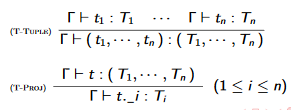 Γ ⊢ t₁ : T₁ ⋯ Γ ⊢ tₙ : Tₙ
(T-Tuple)
Γ ⊢ (t₁, ⋯, tₙ) : (T₁, ⋯, Tₙ)
Γ ⊢ t : (T₁, ⋯, Tₙ)
(T-Proj) (1 ≤ i ≤ n)
Γ ⊢ t._i : Tᵢ